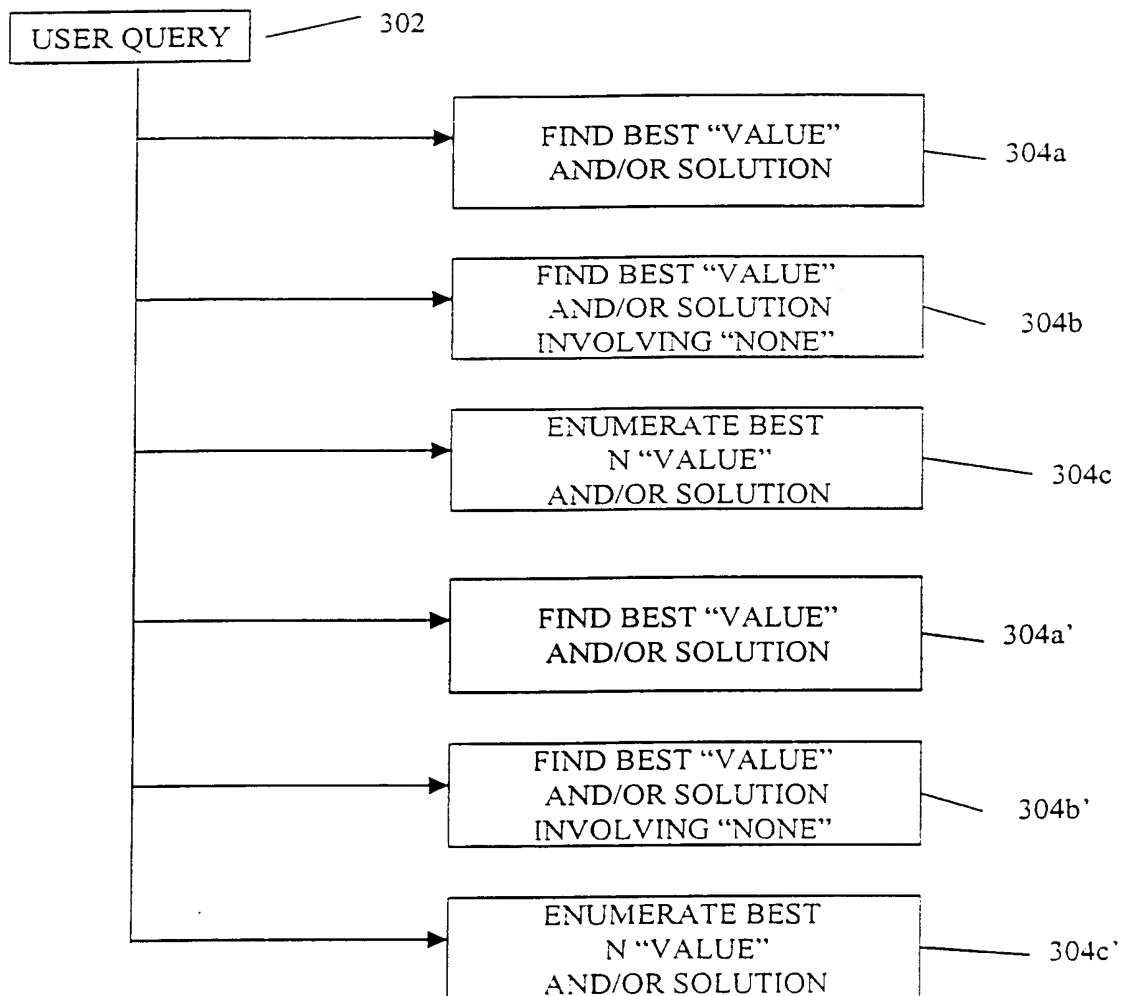 USER QUERY
302
FIND BEST “VALUE”
AND/OR SOLUTION
304a
FIND BEST “VALUE”
AND/OR SOLUTION
INVOLVING “NONE”
304b
ENUMERATE BEST
N “VALUE”
AND/OR SOLUTION
304c
FIND BEST “VALUE”
AND/OR SOLUTION
304a’
FIND BEST “VALUE”
AND/OR SOLUTION
INVOLVING “NONE”
304b’
ENUMERATE BEST
N “VALUE”
AND/OR SOLUTION
304c’